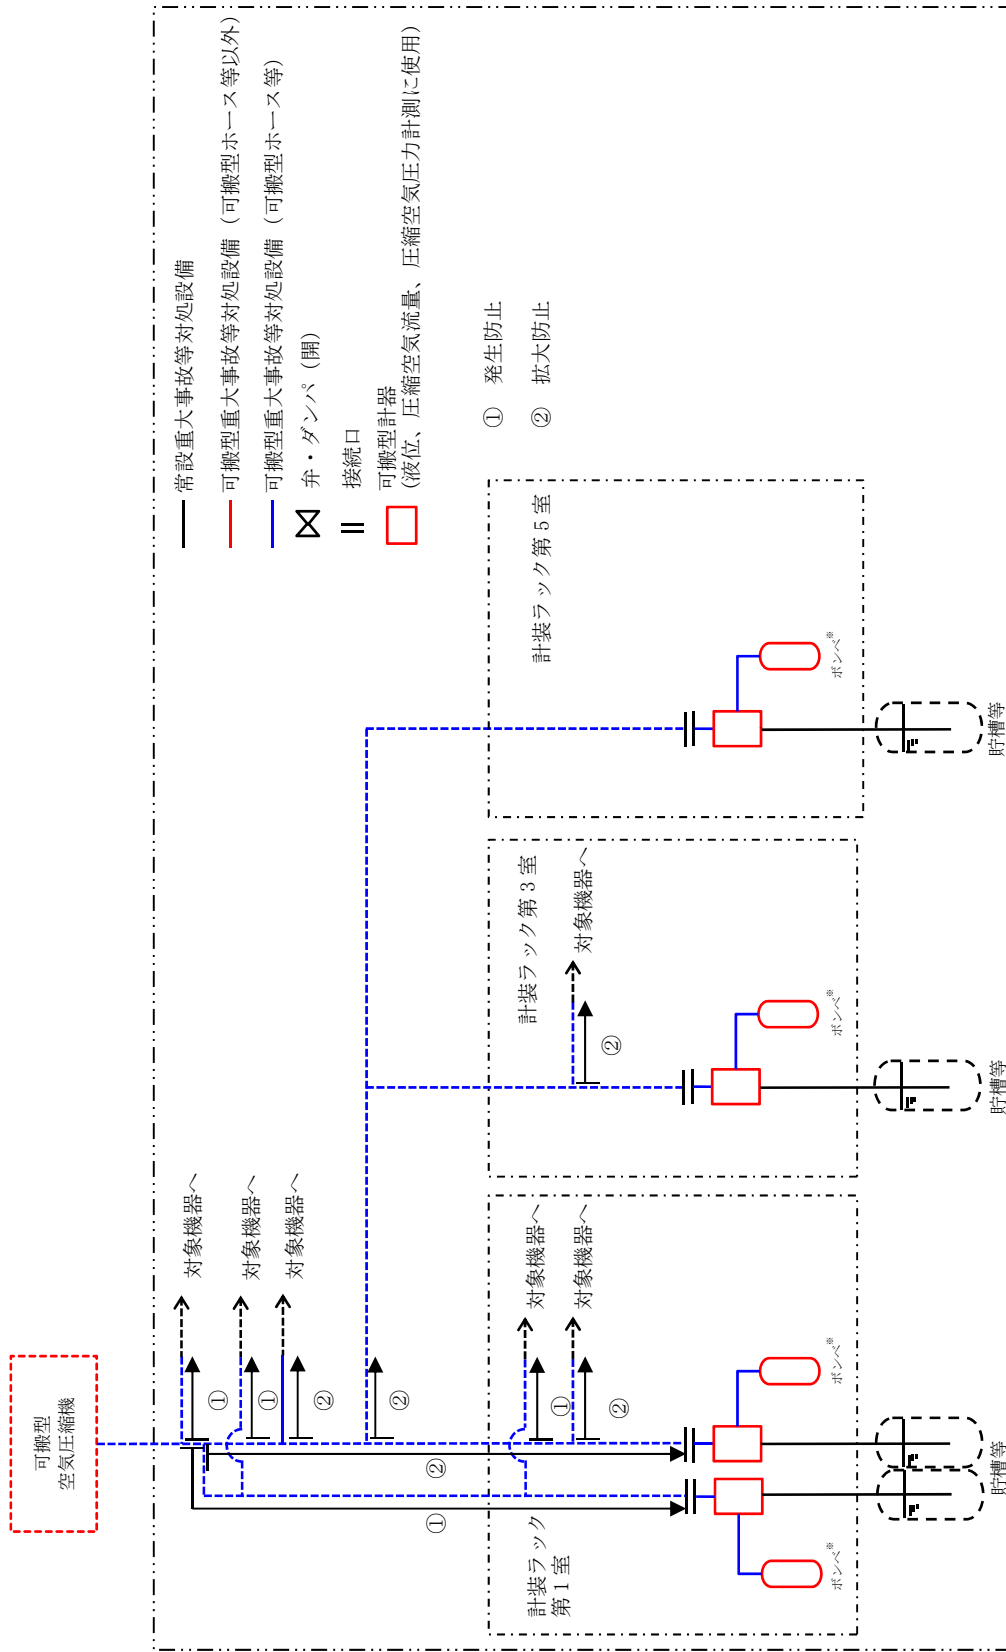 可搬型
空気圧縮機
常設重大事故等対処設備
可搬型重大事故等対処設備（可搬型ホース等以外）
可搬型重大事故等対処設備（可搬型ホース等）
弁・ダンパ（開）
接続口
可搬型計器
(液位、圧縮空気流量、圧縮空気圧力計測に使用)
① 発生防止
② 拡大防止
対象機器へ
対象機器へ
対象機器へ
①
①
②
②
②
①
計装ラック
第１室
対象機器へ
対象機器へ
①
②
ボンベ※
ボンベ※
貯槽等
計装ラック第３室
対象機器へ
②
ボンベ※
貯槽等
計装ラック第５室
ボンベ※
貯槽等